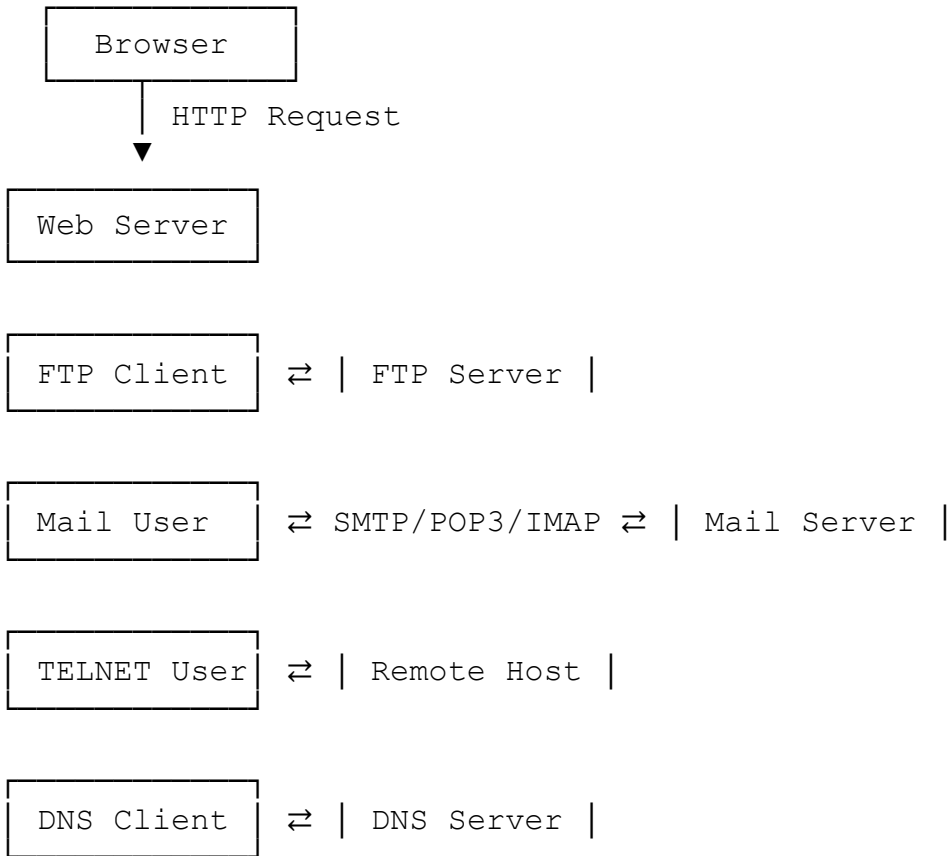 Browser
HTTP Request
Web Server
FTP Client ⇄ | FTP Server |
Mail User ⇄ SMTP/POP3/IMAP ⇄ | Mail Server |
TELNET User ⇄ | Remote Host |
DNS Client ⇄ | DNS Server |